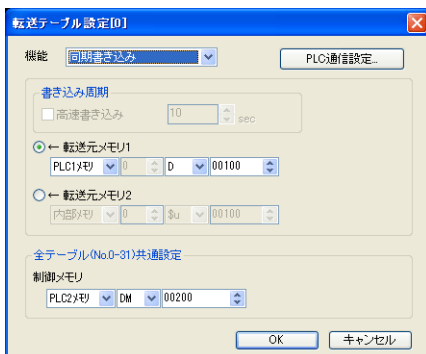 転送テーブル設定[0]
機能 同期書き込み PLC通信設定...
書き込み周期
高速書き込み 10 sec
← 転送元メモリ1
PLC1メモリ 0 D 00100
← 転送元メモリ2
内部メモリ 0 $u 00100
全テーブル(No.0-31)共通設定
制御メモリ
PLC2メモリ DM 00200
OK キャンセル